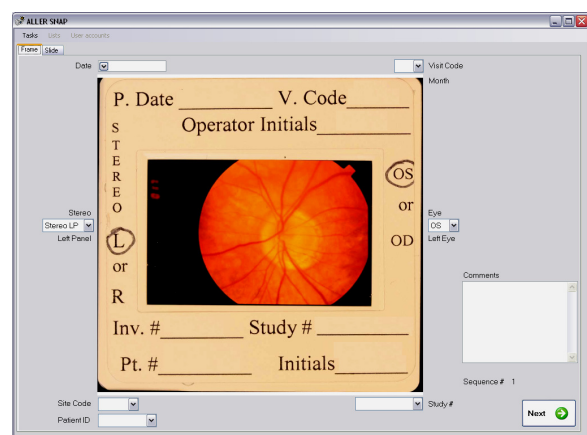 ALLER SNAP
Tasks Lists User accounts
Frame Slide
Date
Visit Code
Month
P. Date V. Code
Operator Initials
STEREO
L
or
R
OS
or
OD
Stereo
Stereo LP
Left Panel
Eye
OS
Left Eye
Inv. # Study #
Pt. # Initials
Comments
Sequence # 1
Site Code
Study #
Patient ID
Next